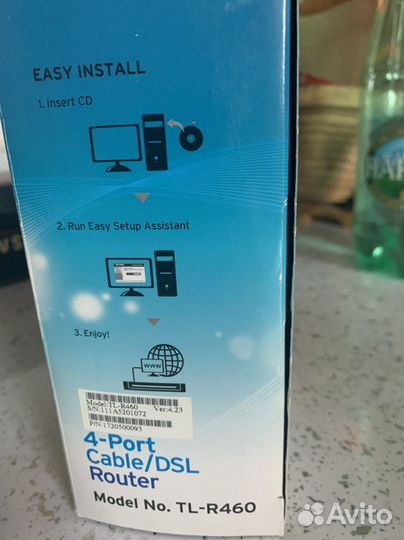 EASY INSTALL
1. Insert CD
2. Run Easy Setup Assistant
3. Enjoy!
WWW
Model:TL-R460 Ver:4.23
S/N:111A5201072
P/N:1720500093
4-Port
Cable/DSL
Router
Model No. TL-R460
Avito